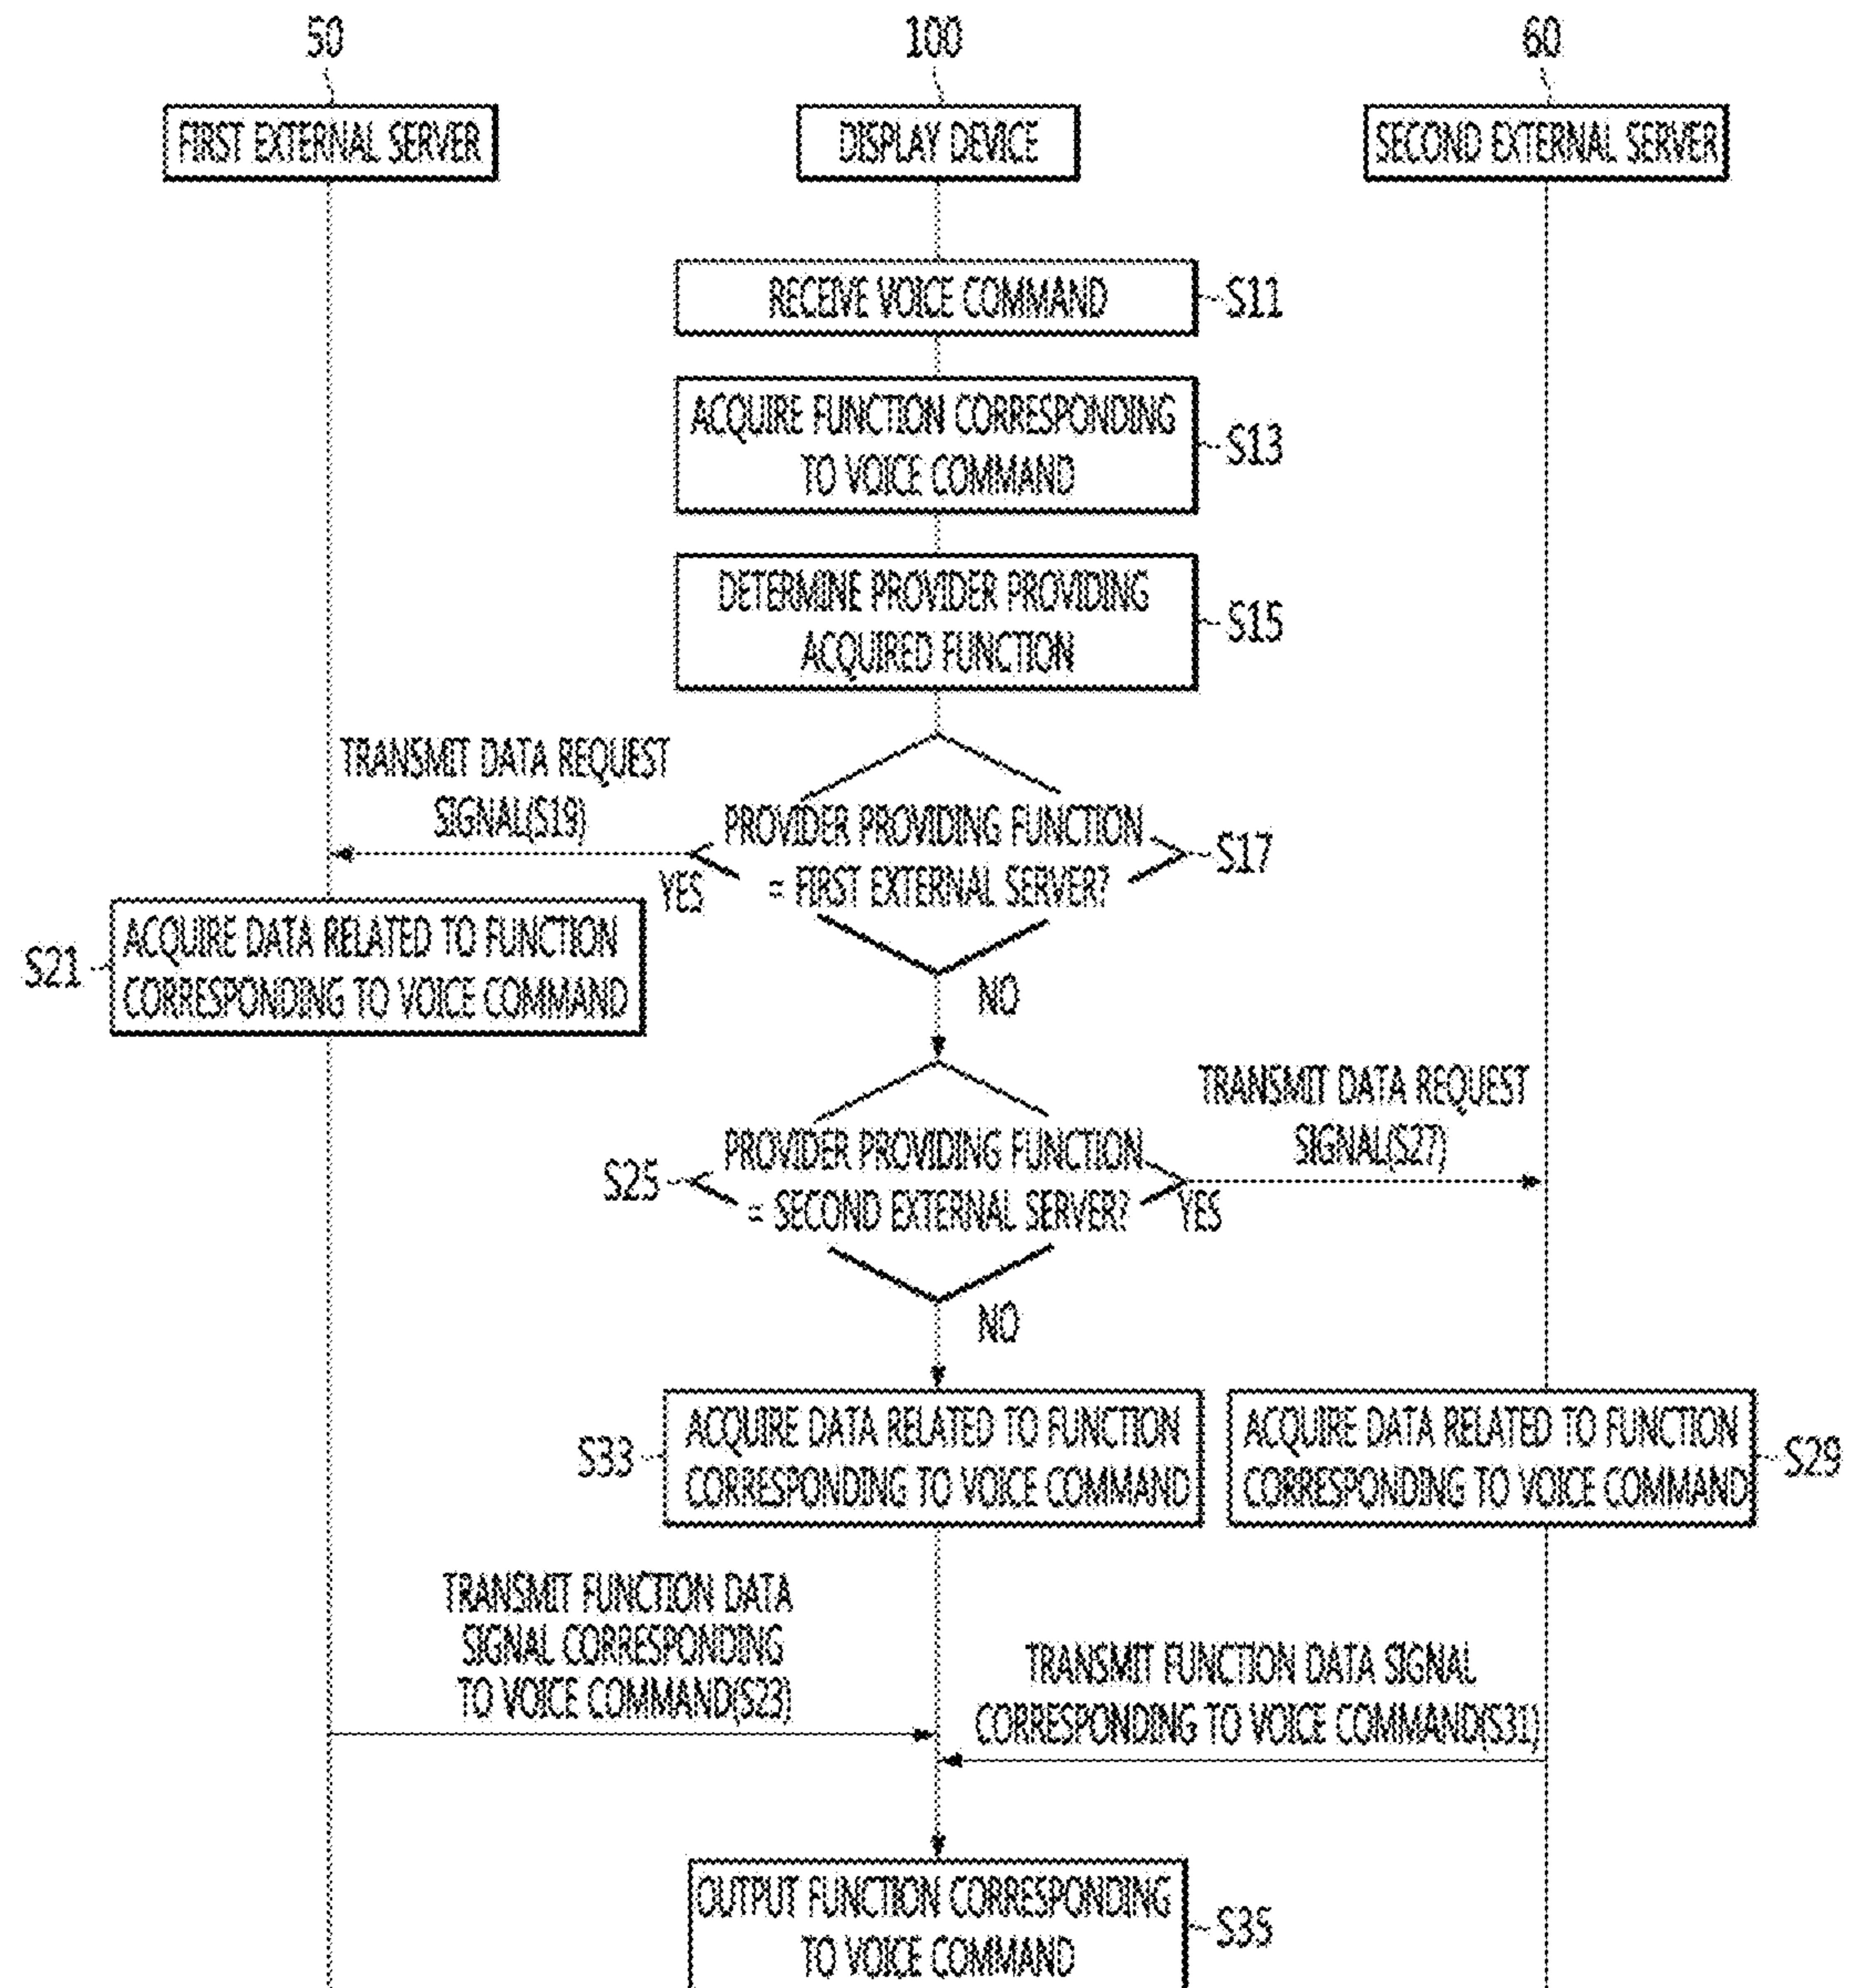 50
100
60
FIRST EXTERNAL SERVER
DISPLAY DEVICE
SECOND EXTERNAL SERVER
RECEIVE VOICE COMMAND
S11
ACQUIRE FUNCTION CORRESPONDING
TO VOICE COMMAND
S13
DETERMINE PROVIDER PROVIDING
ACQUIRED FUNCTION
S15
TRANSMIT DATA REQUEST
SIGNAL(S19)
PROVIDER PROVIDING FUNCTION
= FIRST EXTERNAL SERVER?
S17
YES
NO
S21
ACQUIRE DATA RELATED TO FUNCTION
CORRESPONDING TO VOICE COMMAND
TRANSMIT DATA REQUEST
SIGNAL(S27)
S25
PROVIDER PROVIDING FUNCTION
= SECOND EXTERNAL SERVER?
YES
NO
S33
ACQUIRE DATA RELATED TO FUNCTION
CORRESPONDING TO VOICE COMMAND
ACQUIRE DATA RELATED TO FUNCTION
CORRESPONDING TO VOICE COMMAND
S29
TRANSMIT FUNCTION DATA
SIGNAL CORRESPONDING
TO VOICE COMMAND(S23)
TRANSMIT FUNCTION DATA SIGNAL
CORRESPONDING TO VOICE COMMAND(S31)
OUTPUT FUNCTION CORRESPONDING
TO VOICE COMMAND
S35